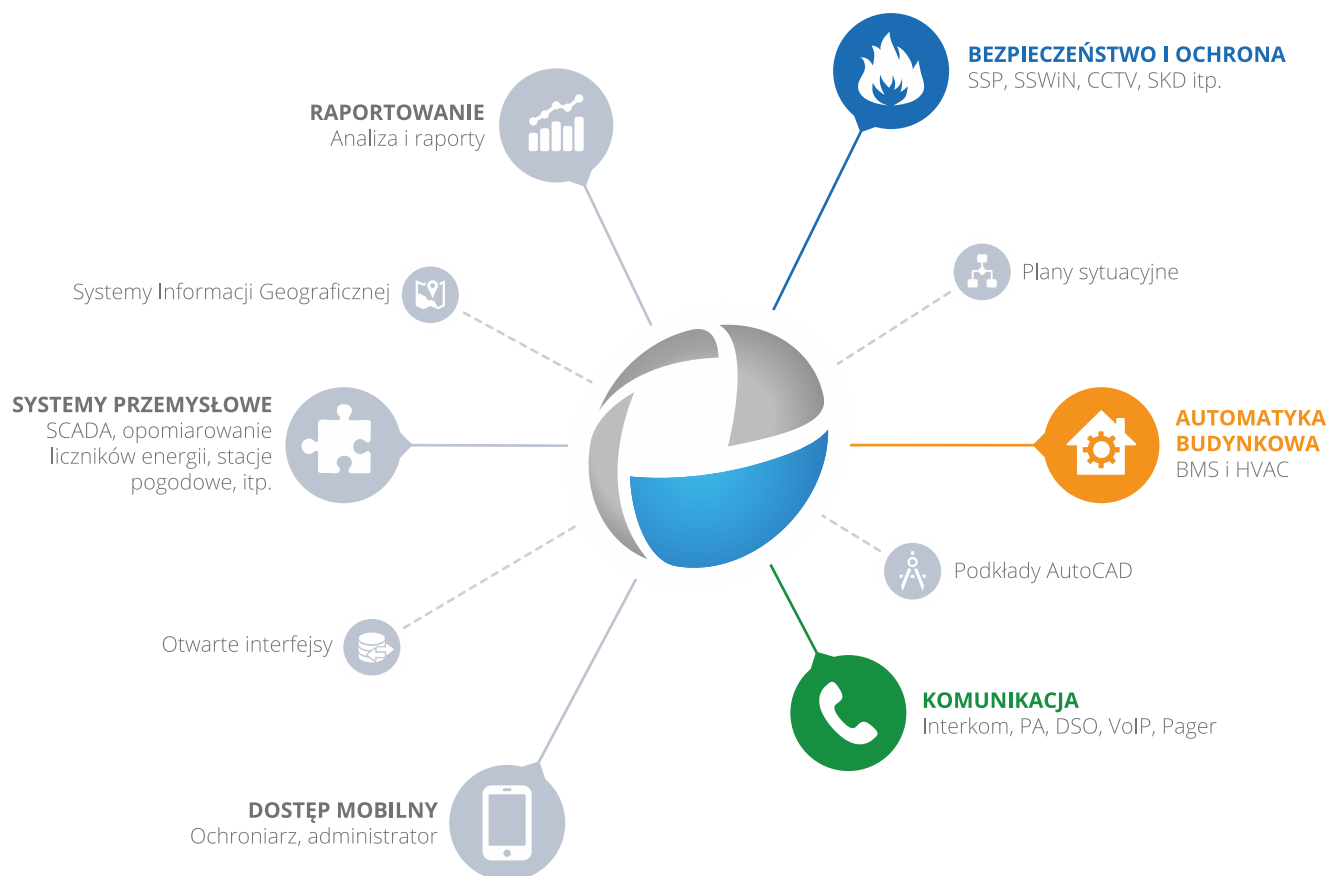 BEZPIECZEŃSTWO I OCHRONA
SSP, SSWiN, CCTV, SKD itp.
RAPORTOWANIE
Analiza i raporty
Plany sytuacyjne
Systemy Informacji Geograficznej
SYSTEMY PRZEMYSŁOWE
SCADA, opomiarowanie
liczników energii, stacje
pogodowe, itp.
AUTOMATYKA
BUDYNKOWA
BMS i HVAC
Podkłady AutoCAD
Otwarte interfejsy
KOMUNIKACJA
Interkom, PA, DSO, VoIP, Pager
DOSTĘP MOBILNY
Ochroniarz, administrator